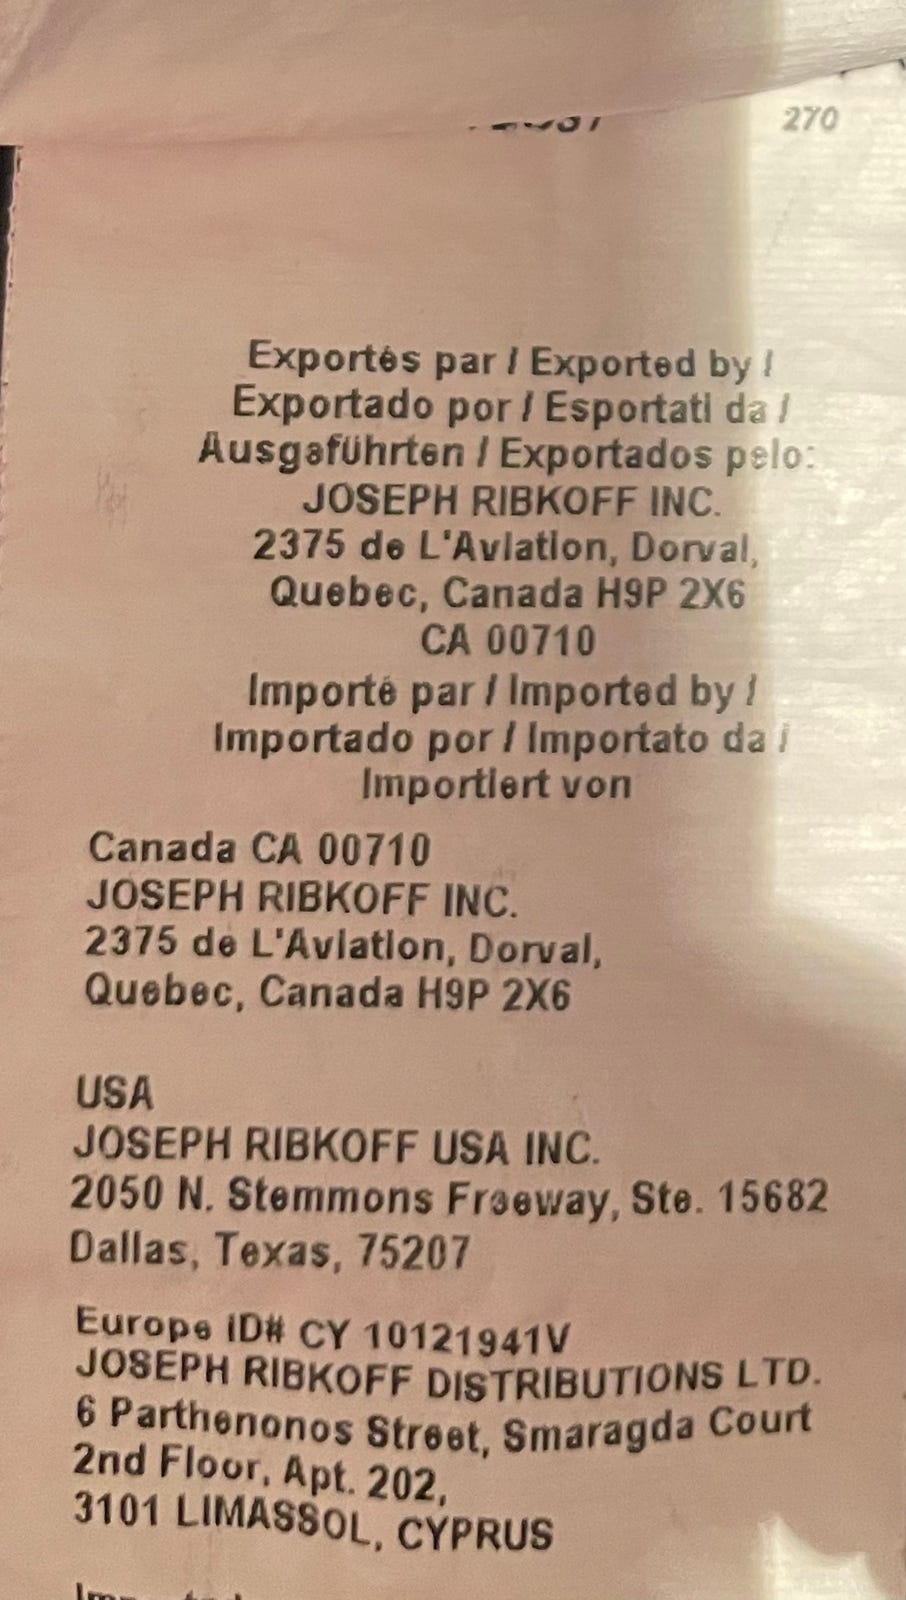 270
Exportés par / Exported by /
Exportado por / Esportati da /
Ausgaführten / Exportados pelo:
JOSEPH RIBKOFF INC.
2375 de L'Aviation, Dorval,
Quebec, Canada H9P 2X6
CA 00710
Importé par / Imported by /
Importado por / Importato da /
Importiert von
Canada CA 00710
JOSEPH RIBKOFF INC.
2375 de L'Aviation, Dorval,
Quebec, Canada H9P 2X6
USA
JOSEPH RIBKOFF USA INC.
2050 N. Stemmons Freeway, Ste. 15682
Dallas, Texas, 75207
Europe ID# CY 10121941V
JOSEPH RIBKOFF DISTRIBUTIONS LTD.
6 Parthenonos Street, Smaragda Court
2nd Floor, Apt. 202,
3101 LIMASSOL, CYPRUS